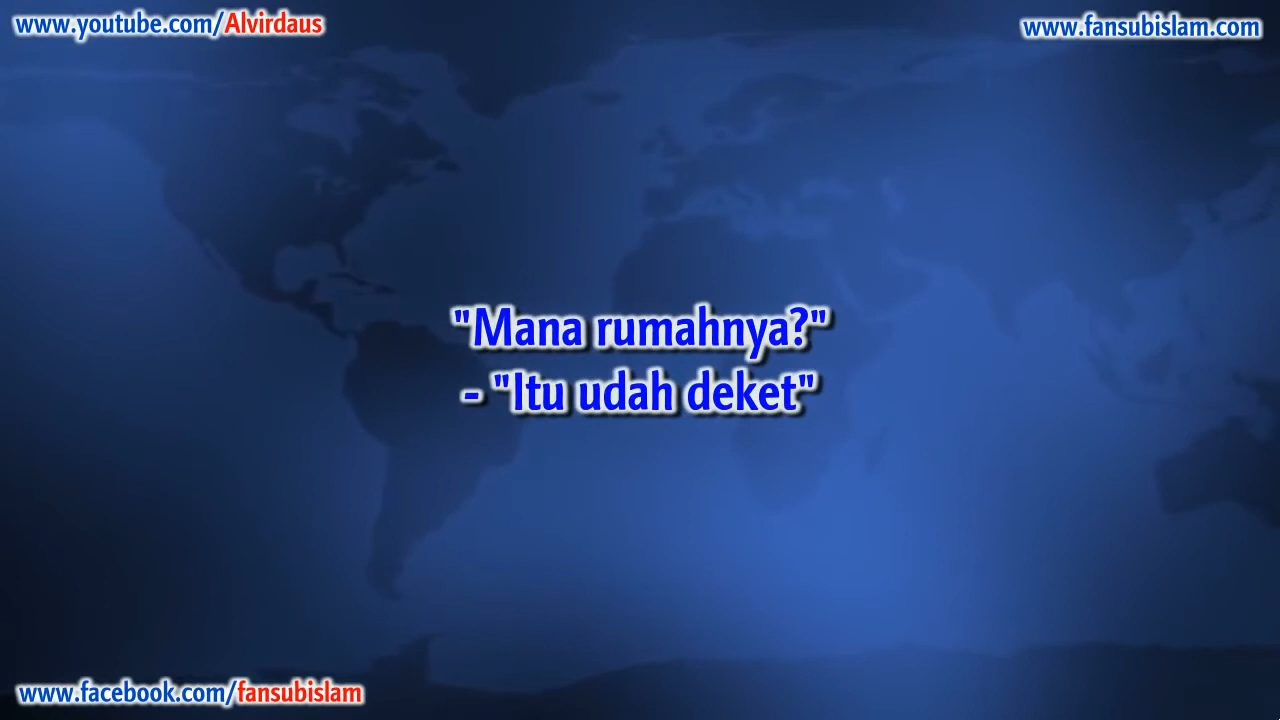 www.youtube.com/Alvirdaus
www.fansubislam.com
"Mana rumahnya?"
- "Itu udah deket"
www.facebook.com/fansubislam